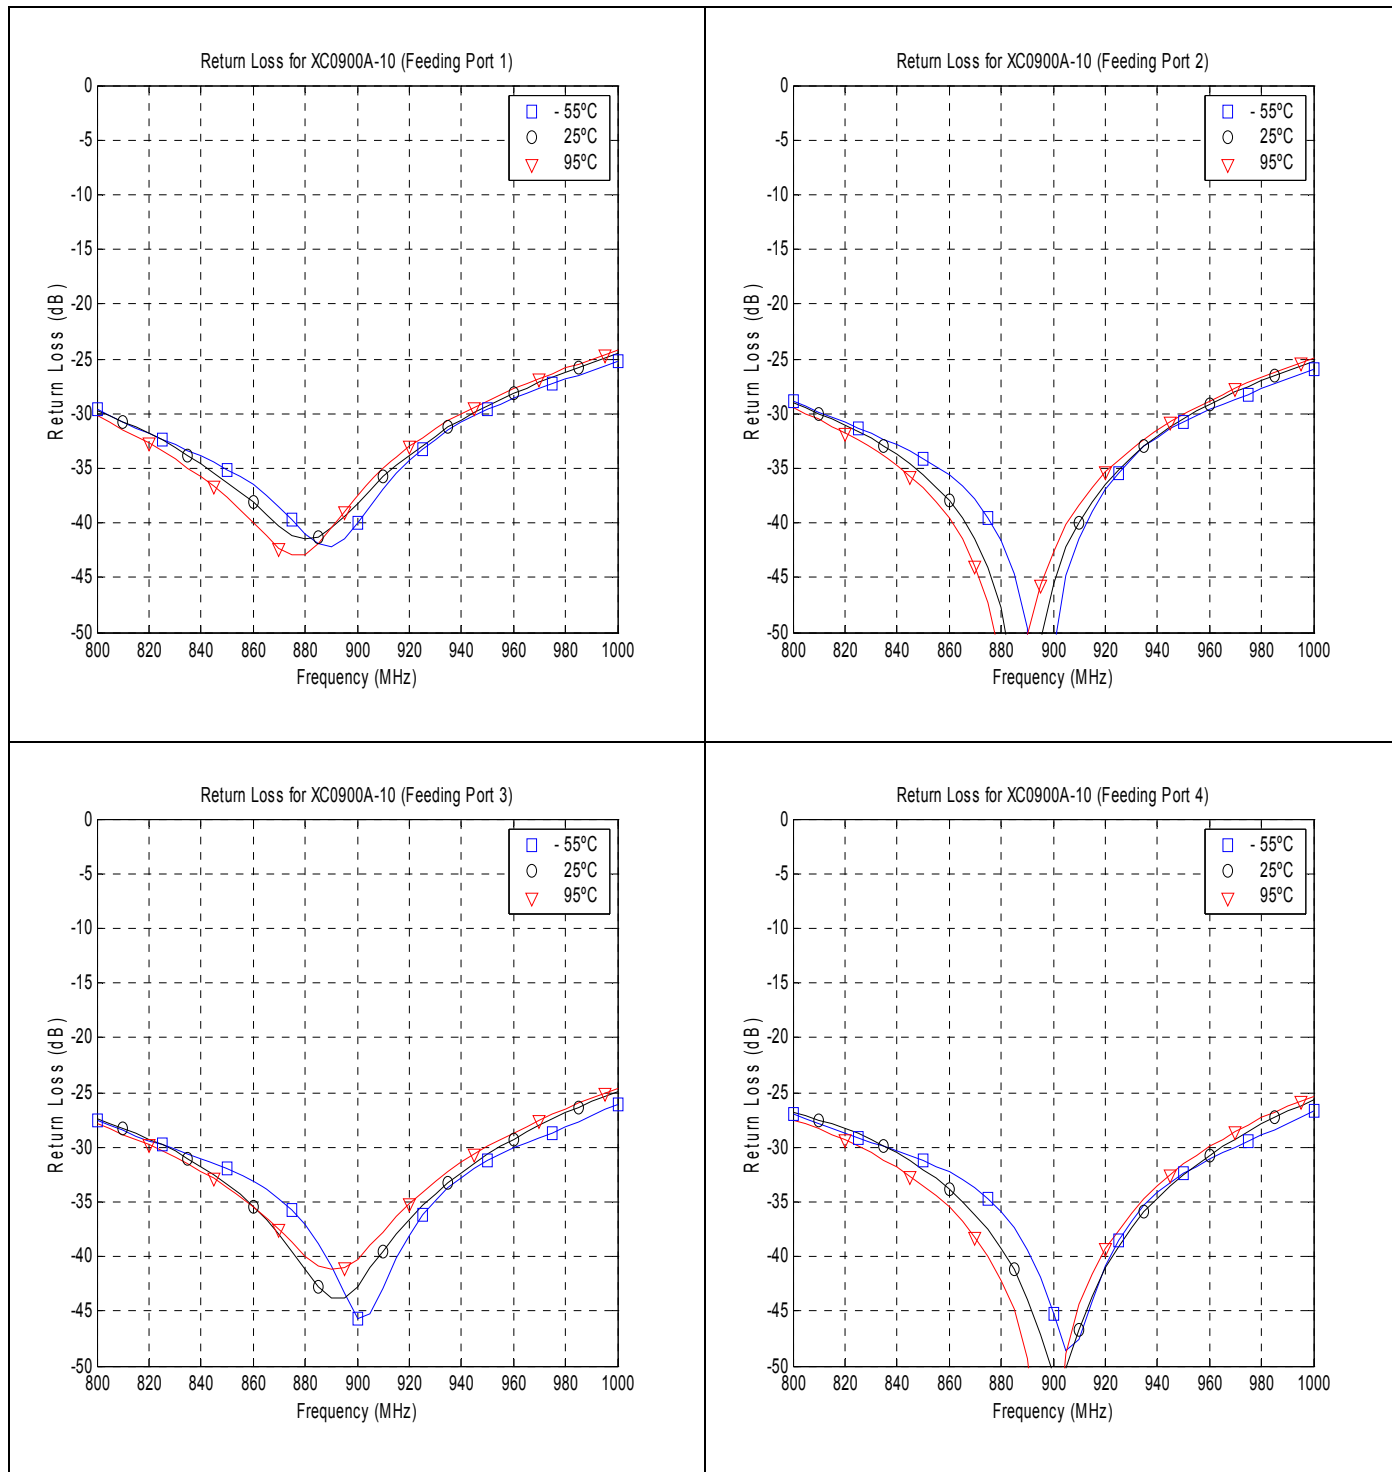 Return Loss for XC0900A-10 (Feeding Port 1)
0
-5
-10
-15
-20
-25
-30
-35
-40
-45
-50
800 820 840 860 880 900 920 940 960 980 1000
Return Loss (dB)
Frequency (MHz)
- 55ºC
25ºC
95ºC
Return Loss for XC0900A-10 (Feeding Port 2)
0
-5
-10
-15
-20
-25
-30
-35
-40
-45
-50
800 820 840 860 880 900 920 940 960 980 1000
Return Loss (dB)
Frequency (MHz)
- 55ºC
25ºC
95ºC
Return Loss for XC0900A-10 (Feeding Port 3)
0
-5
-10
-15
-20
-25
-30
-35
-40
-45
-50
800 820 840 860 880 900 920 940 960 980 1000
Return Loss (dB)
Frequency (MHz)
- 55ºC
25ºC
95ºC
Return Loss for XC0900A-10 (Feeding Port 4)
0
-5
-10
-15
-20
-25
-30
-35
-40
-45
-50
800 820 840 860 880 900 920 940 960 980 1000
Return Loss (dB)
Frequency (MHz)
- 55ºC
25ºC
95ºC